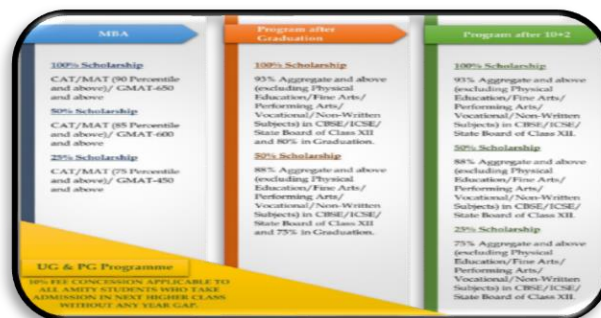 MBA
100% Scholarship
CAT/MAT (90 Percentile
and above)/ GMAT-650
and above
50% Scholarship
CAT/MAT (85 Percentile
and above)/ GMAT-600
and above
25% Scholarship
CAT/MAT (75 Percentile
and above)/ GMAT-450
and above
Program after
Graduation
100% Scholarship
93% Aggregate and above
(excluding Physical
Education/Fine Arts/
Performing Arts/
Vocational/Non-Written
Subjects) in CBSE/ICSE/
State Board of Class XII
and 80% in Graduation.
50% Scholarship
88% Aggregate and above
(excluding Physical
Education/Fine Arts/
Performing Arts/
Vocational/Non-Written
Subjects) in CBSE/ICSE/
State Board of Class XII
and 75% in Graduation.
Program after 10+2
100% Scholarship
93% Aggregate and above
(excluding Physical
Education/Fine Arts/
Performing Arts/
Vocational/Non-Written
Subjects) in CBSE/ICSE/
State Board of Class XII.
50% Scholarship
88% Aggregate and above
(excluding Physical
Education/Fine Arts/
Performing Arts/
Vocational/Non-Written
Subjects) in CBSE/ICSE/
State Board of Class XII.
25% Scholarship
75% Aggregate and above
(excluding Physical
Education/Fine Arts/
Performing Arts/
Vocational/Non-Written
Subjects) in CBSE/ICSE/
State Board of Class XII.
UG & PG Programme
10% FEE CONCESSION APPLICABLE TO
ALL AMITY STUDENTS WHO TAKE
ADMISSION IN NEXT HIGHER CLASS
WITHOUT ANY YEAR GAP.